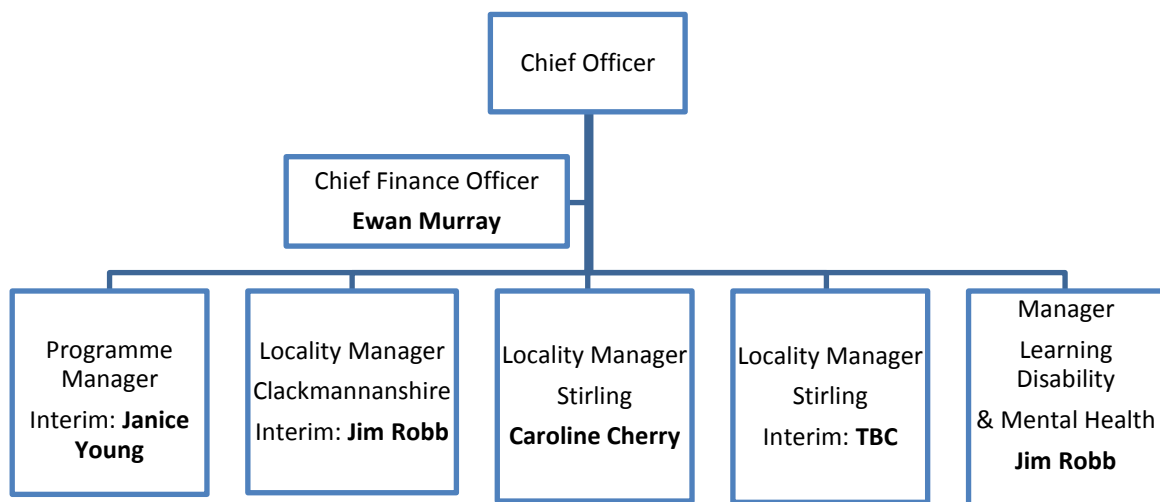 Chief Officer
Chief Finance Officer
Ewan Murray
Programme
Manager
Interim: Janice
Young
Locality Manager
Clackmannanshire
Interim: Jim Robb
Locality Manager
Stirling
Caroline Cherry
Locality Manager
Stirling
Interim: TBC
Manager
Learning
Disability
& Mental Health
Jim Robb